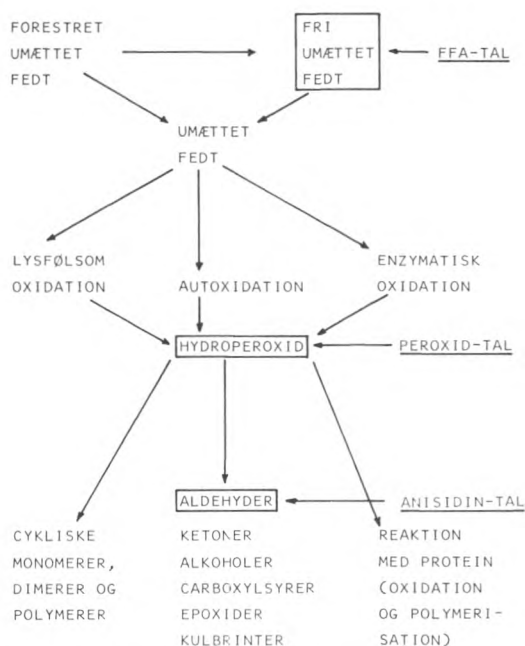 FORESTRET
UMÆTTET
FEDT
FRI
UMÆTTET
FEDT
FFA-TAL
UMÆTTET
FEDT
LYSFØLSOM
OXIDATION
AUTOXIDATION
ENZYMATISK
OXIDATION
HYDROPEROXID
PEROXID-TAL
ALDEHYDER
ANISIDIN-TAL
CYKLISKE
MONOMERER,
DIMERER OG
POLYMERER
KETONER
ALKOHOLER
CARBOXYLSYRER
EPOXIDER
KULBRINTER
REAKTION
MED PROTEIN
(OXIDATION
OG POLYMERI-
SATION)